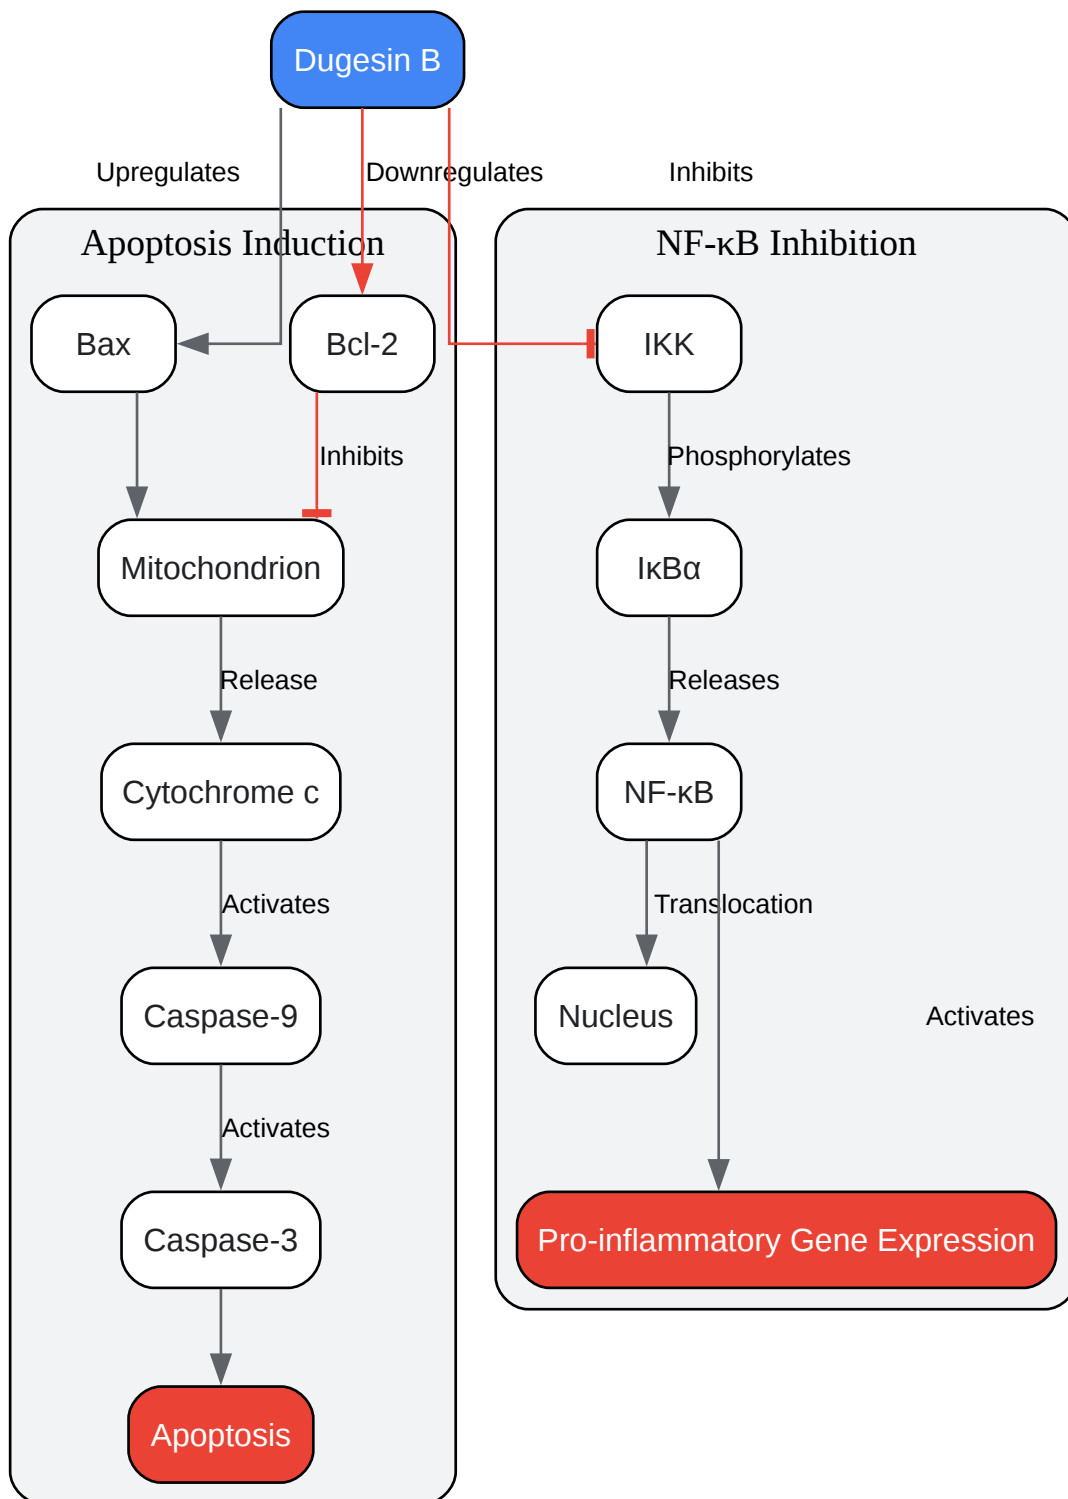 Dugesin B
Upregulates
Downregulates
Inhibits
Apoptosis Induction
NF-κB Inhibition
Bax
Bcl-2
IKK
Inhibits
Phosphorylates
Mitochondrion
IκBα
Release
Releases
Cytochrome c
NF-κB
Activates
Translocation
Caspase-9
Nucleus
Activates
Activates
Caspase-3
Pro-inflammatory Gene Expression
Apoptosis